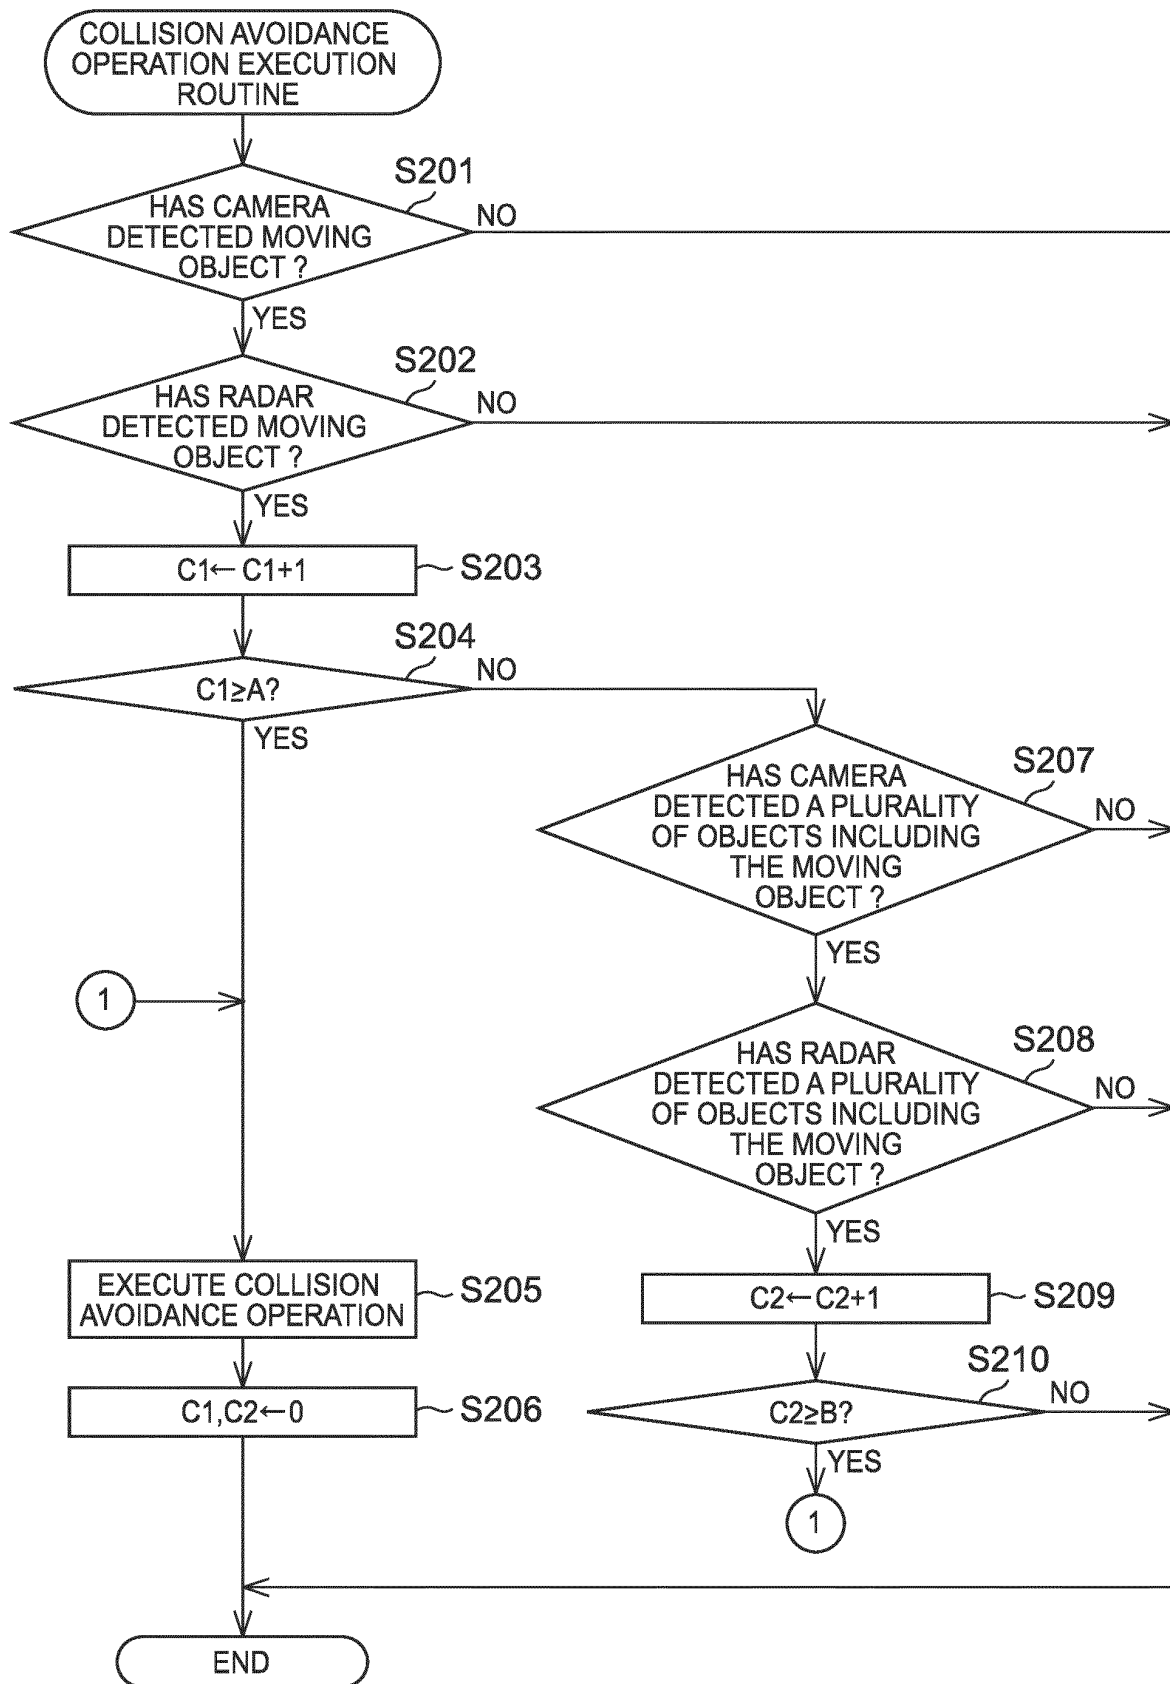 COLLISION AVOIDANCE
OPERATION EXECUTION
ROUTINE
S201
HAS CAMERA
DETECTED MOVING
OBJECT ?
NO
YES
S202
HAS RADAR
DETECTED MOVING
OBJECT ?
NO
YES
C1←C1+1
S203
S204
C1≥A?
NO
YES
S207
HAS CAMERA
DETECTED A PLURALITY
OF OBJECTS INCLUDING
THE MOVING
OBJECT ?
NO
YES
1
S208
HAS RADAR
DETECTED A PLURALITY
OF OBJECTS INCLUDING
THE MOVING
OBJECT ?
NO
YES
EXECUTE COLLISION
AVOIDANCE OPERATION
S205
C2←C2+1
S209
C1,C2←0
S206
S210
C2≥B?
NO
YES
1
END